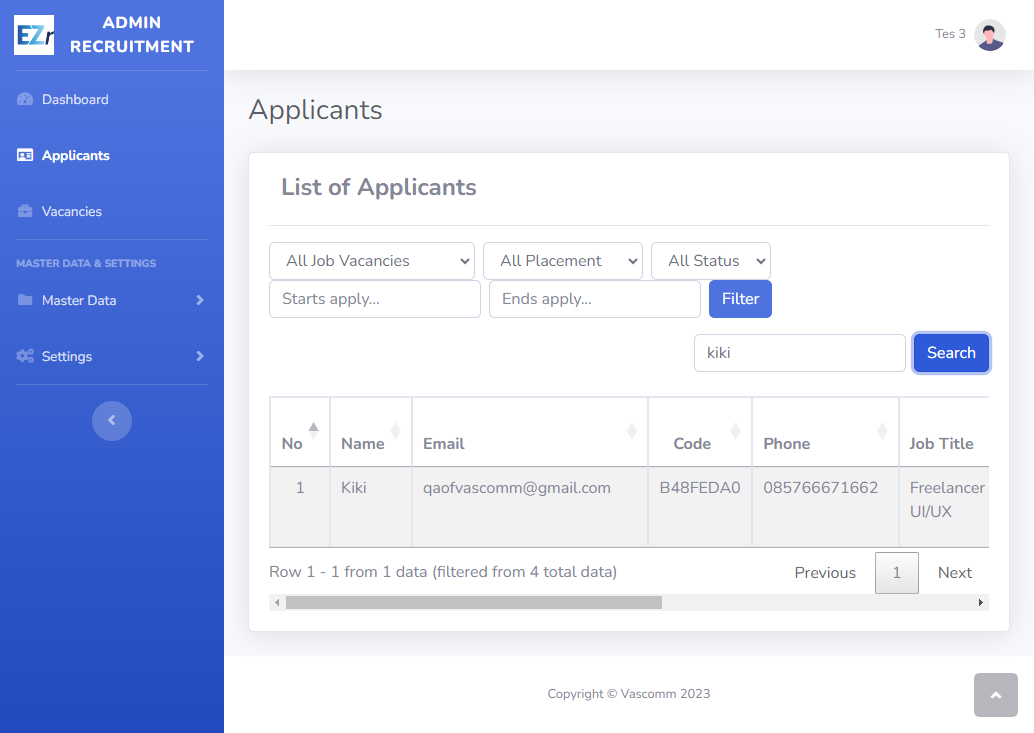 EZr
ADMIN
RECRUITMENT
Tes 3
Dashboard
Applicants
Vacancies
MASTER DATA & SETTINGS
Master Data
Settings
Applicants
List of Applicants
All Job Vacancies All Placement All Status
Starts apply... Ends apply... Filter
kiki Search
No Name Email Code Phone Job Title
1 Kiki qaofvascomm@gmail.com B48FEDA0 085766671662 Freelancer
UI/UX
Row 1 - 1 from 1 data (filtered from 4 total data) Previous 1 Next
Copyright © Vascomm 2023